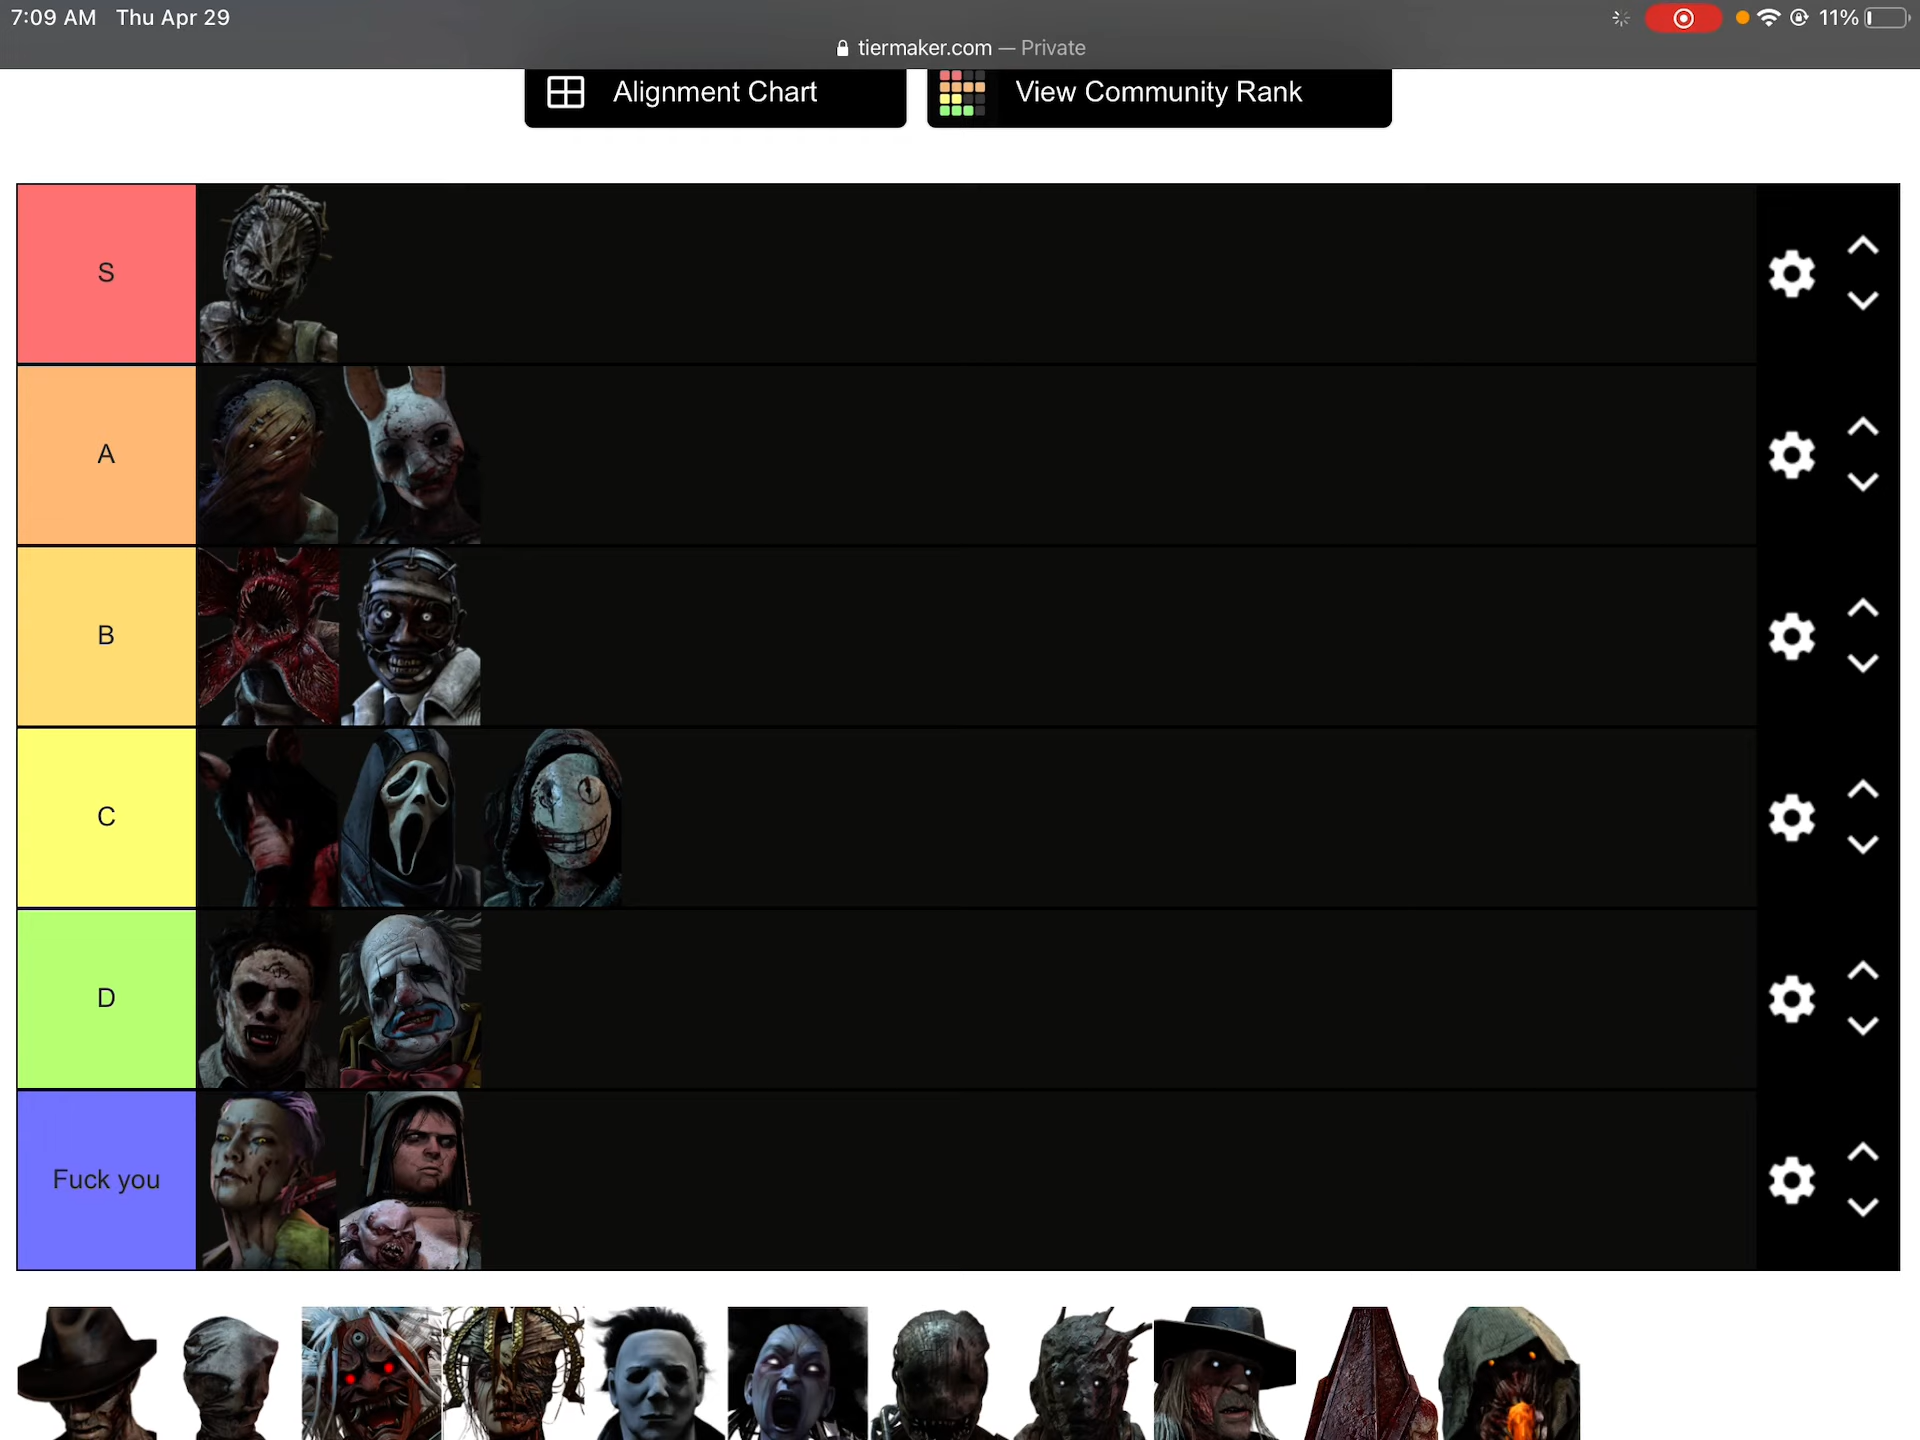 7:09 AM Thu Apr 29
11%
tiermaker.com — Private
Alignment Chart
View Community Rank
S
A
B
C
D
Fuck you